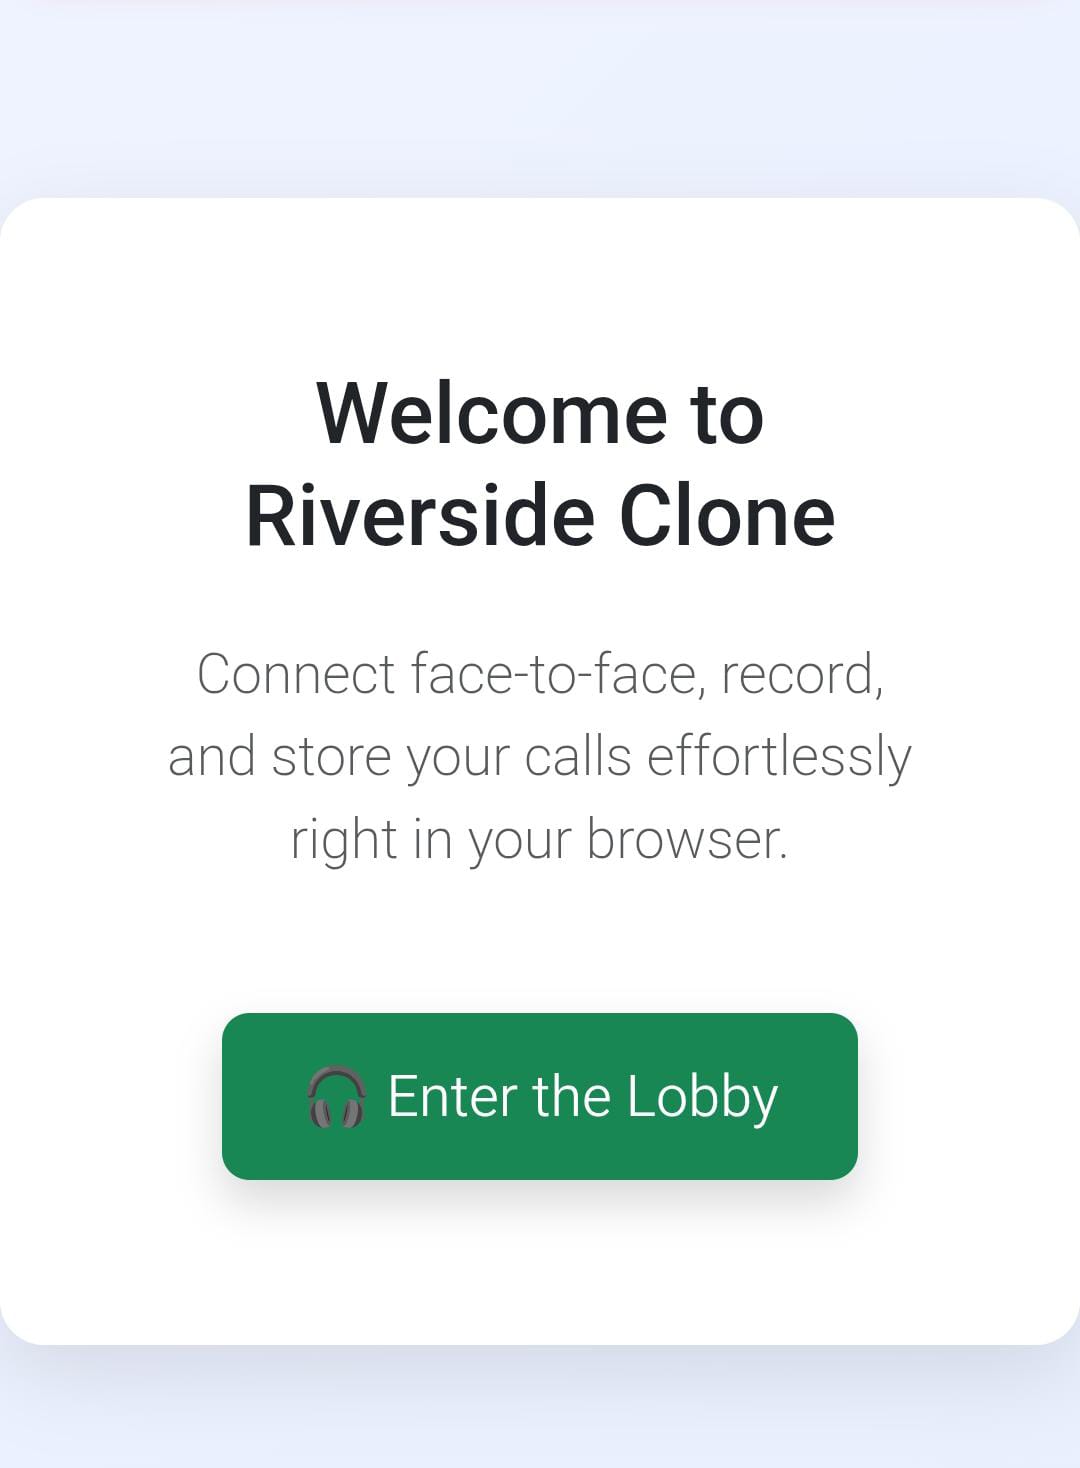 Welcome to
Riverside Clone
Connect face-to-face, record,
and store your calls effortlessly
right in your browser.
🎧 Enter the Lobby